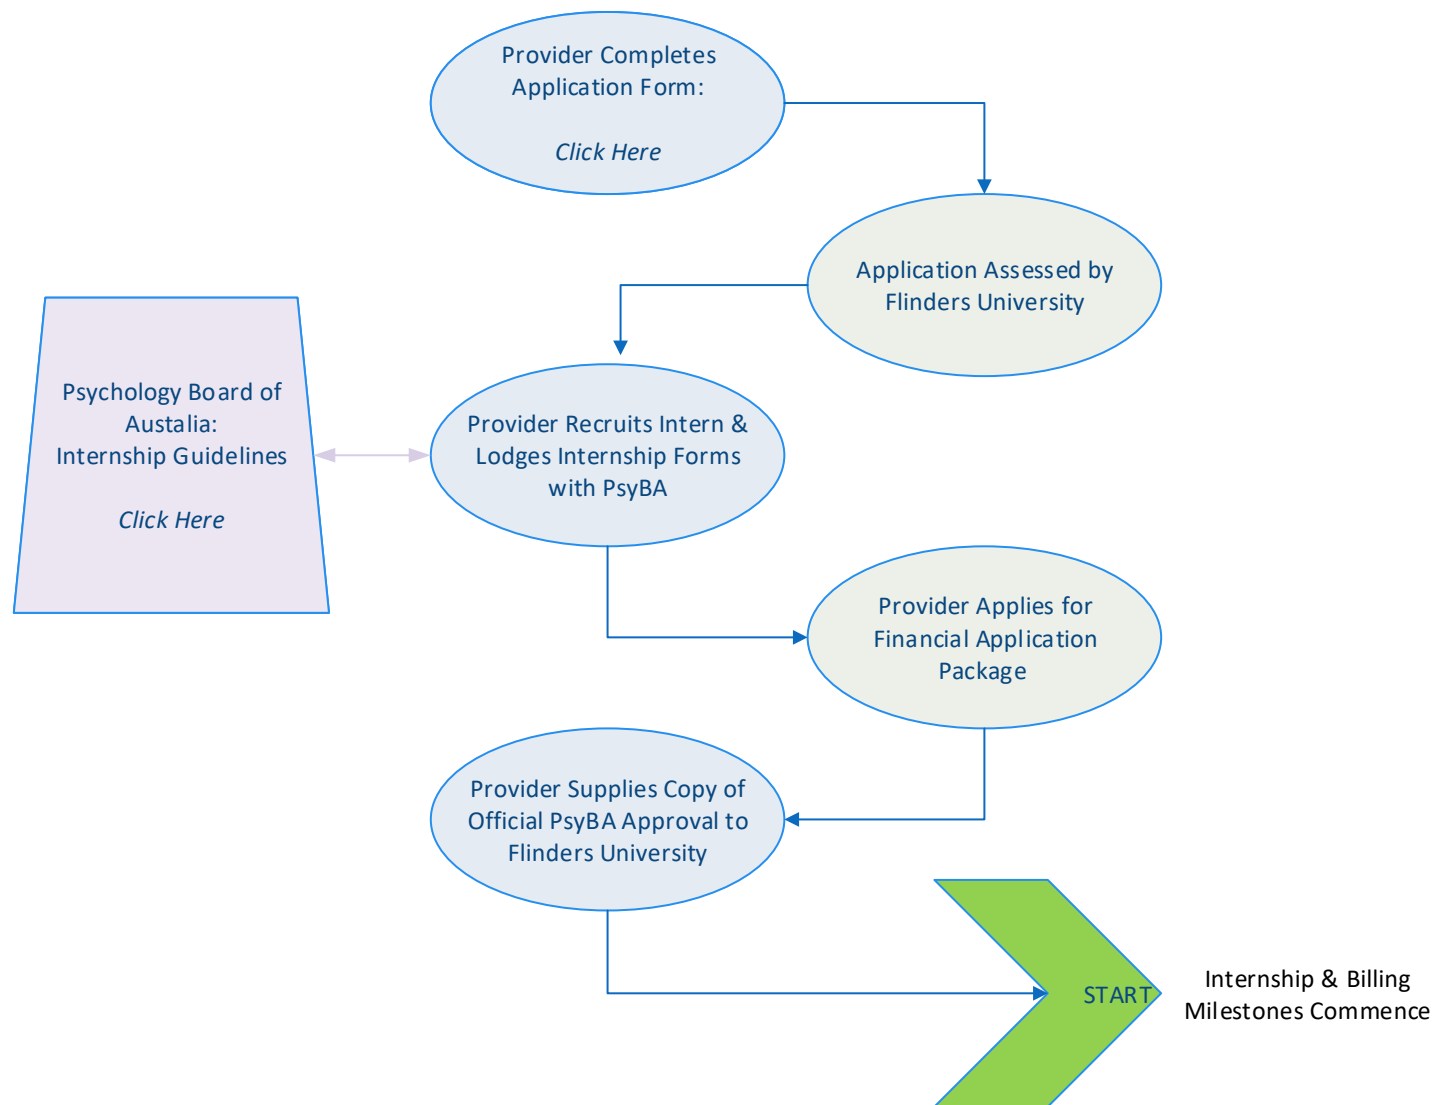 Provider Completes
Application Form:
Click Here
Application Assessed by
Flinders University
Psychology Board of
Austalia:
Internship Guidelines
Click Here
Provider Recruits Intern &
Lodges Internship Forms
with PsyBA
Provider Applies for
Financial Application
Package
Provider Supplies Copy of
Official PsyBA Approval to
Flinders University
START
Internship & Billing
Milestones Commence